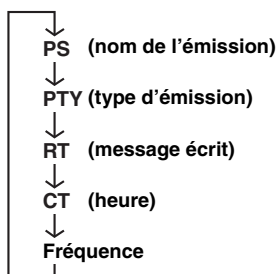 PS (nom de l'émission)
PTY (type d'émission)
RT (message écrit)
CT (heure)
Fréquence